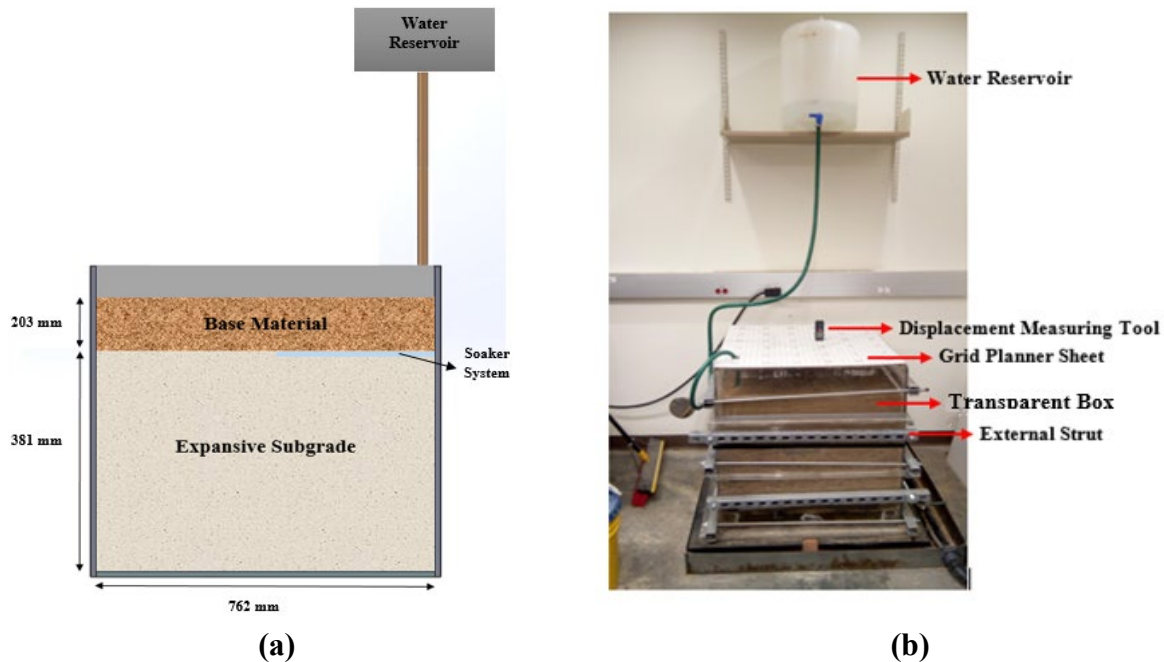 Water
Reservoir
203 mm
Base Material
Soaker
System
381 mm
Expansive Subgrade
762 mm
(a)
Water Reservoir
Displacement Measuring Tool
Grid Planner Sheet
Transparent Box
External Strut
(b)